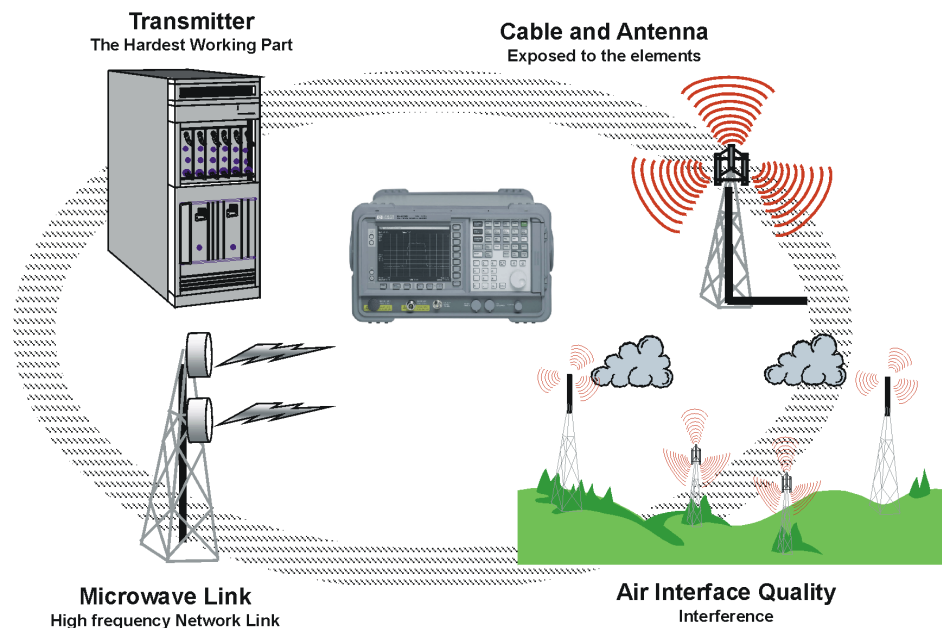 Transmitter
The Hardest Working Part
Cable and Antenna
Exposed to the elements
Microwave Link
High frequency Network Link
Air Interface Quality
Interference